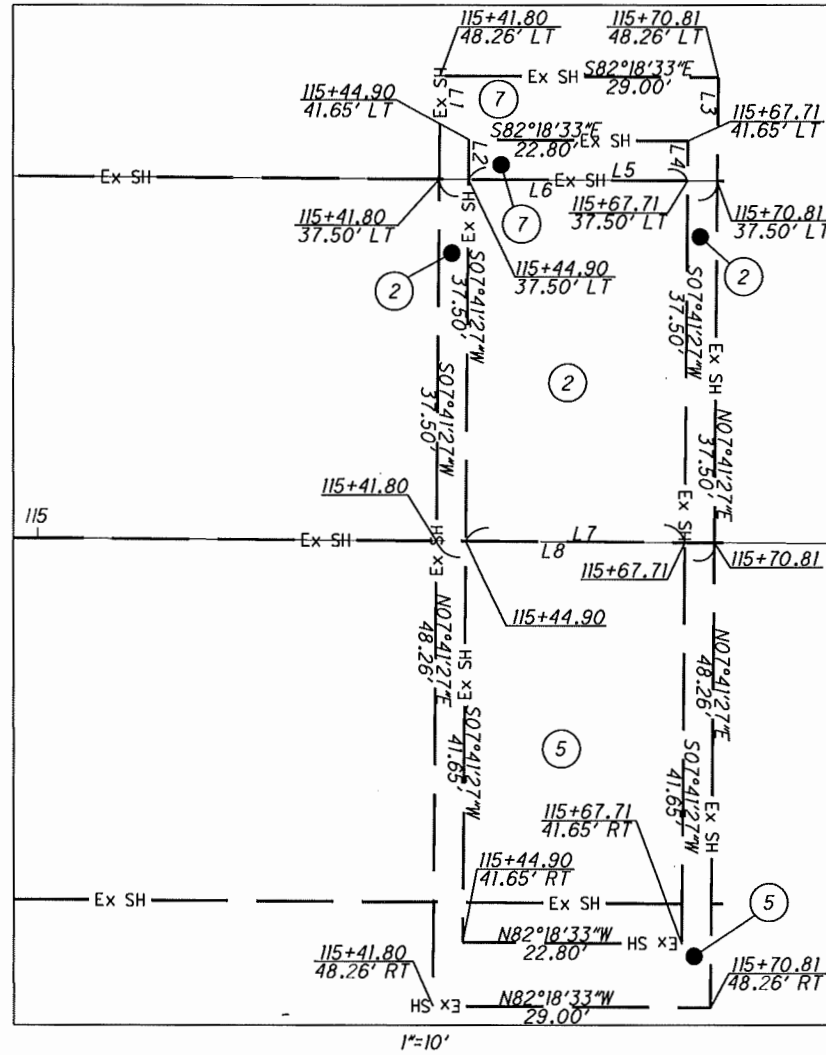 115+41.80
48.26' LT
115+70.81
48.26' LT
Ex SH
S82°18'33"E
29.00'
Ex SH
L1
7
L3
115+44.90
41.65' LT
S82°18'33"E
22.80'
Ex SH
115+67.71
41.65' LT
L2
L4
Ex SH
L6
Ex SH
L5
7
115+41.80
37.50' LT
115+67.71
37.50' LT
115+70.81
37.50' LT
Ex SH
115+44.90
37.50' LT
2
2
S07°41'27"W
37.50'
S07°41'27"W
37.50'
Ex SH
2
S07°41'27"W
37.50'
N07°41'27"E
37.50'
115+41.80
Ex SH
115
Ex SH
Ex SH
L7
L8
115+67.71
115+70.81
115+44.90
N07°41'27"E
48.26'
N07°41'27"E
48.26'
Ex SH
S07°41'27"W
41.65'
5
S07°41'27"W
41.65'
Ex SH
115+67.71
41.65' RT
115+44.90
41.65' RT
Ex SH
Ex SH
5
N82°18'33"W
22.80'
Ex SH
115+41.80
48.26' RT
115+70.81
48.26' RT
Ex SH
N82°18'33"W
29.00'
1"=10'